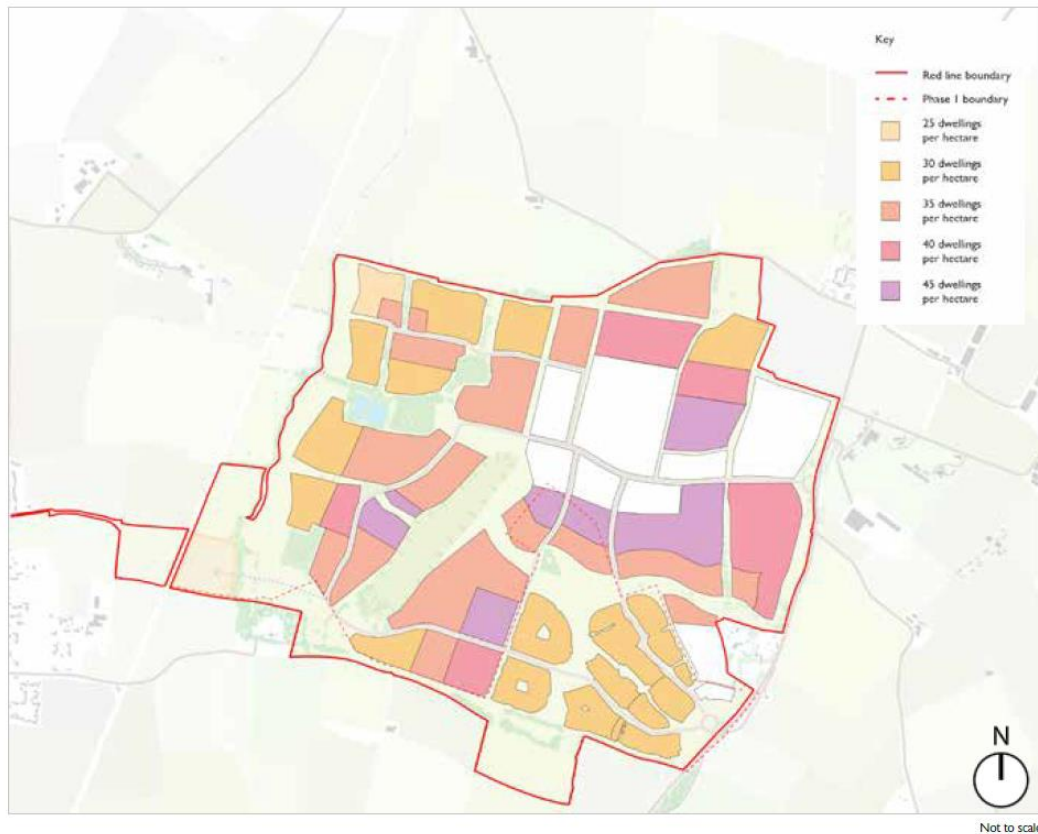 Key
Red line boundary
Phase 1 boundary
25 dwellings
per hectare
30 dwellings
per hectare
35 dwellings
per hectare
40 dwellings
per hectare
45 dwellings
per hectare
N
Not to scale